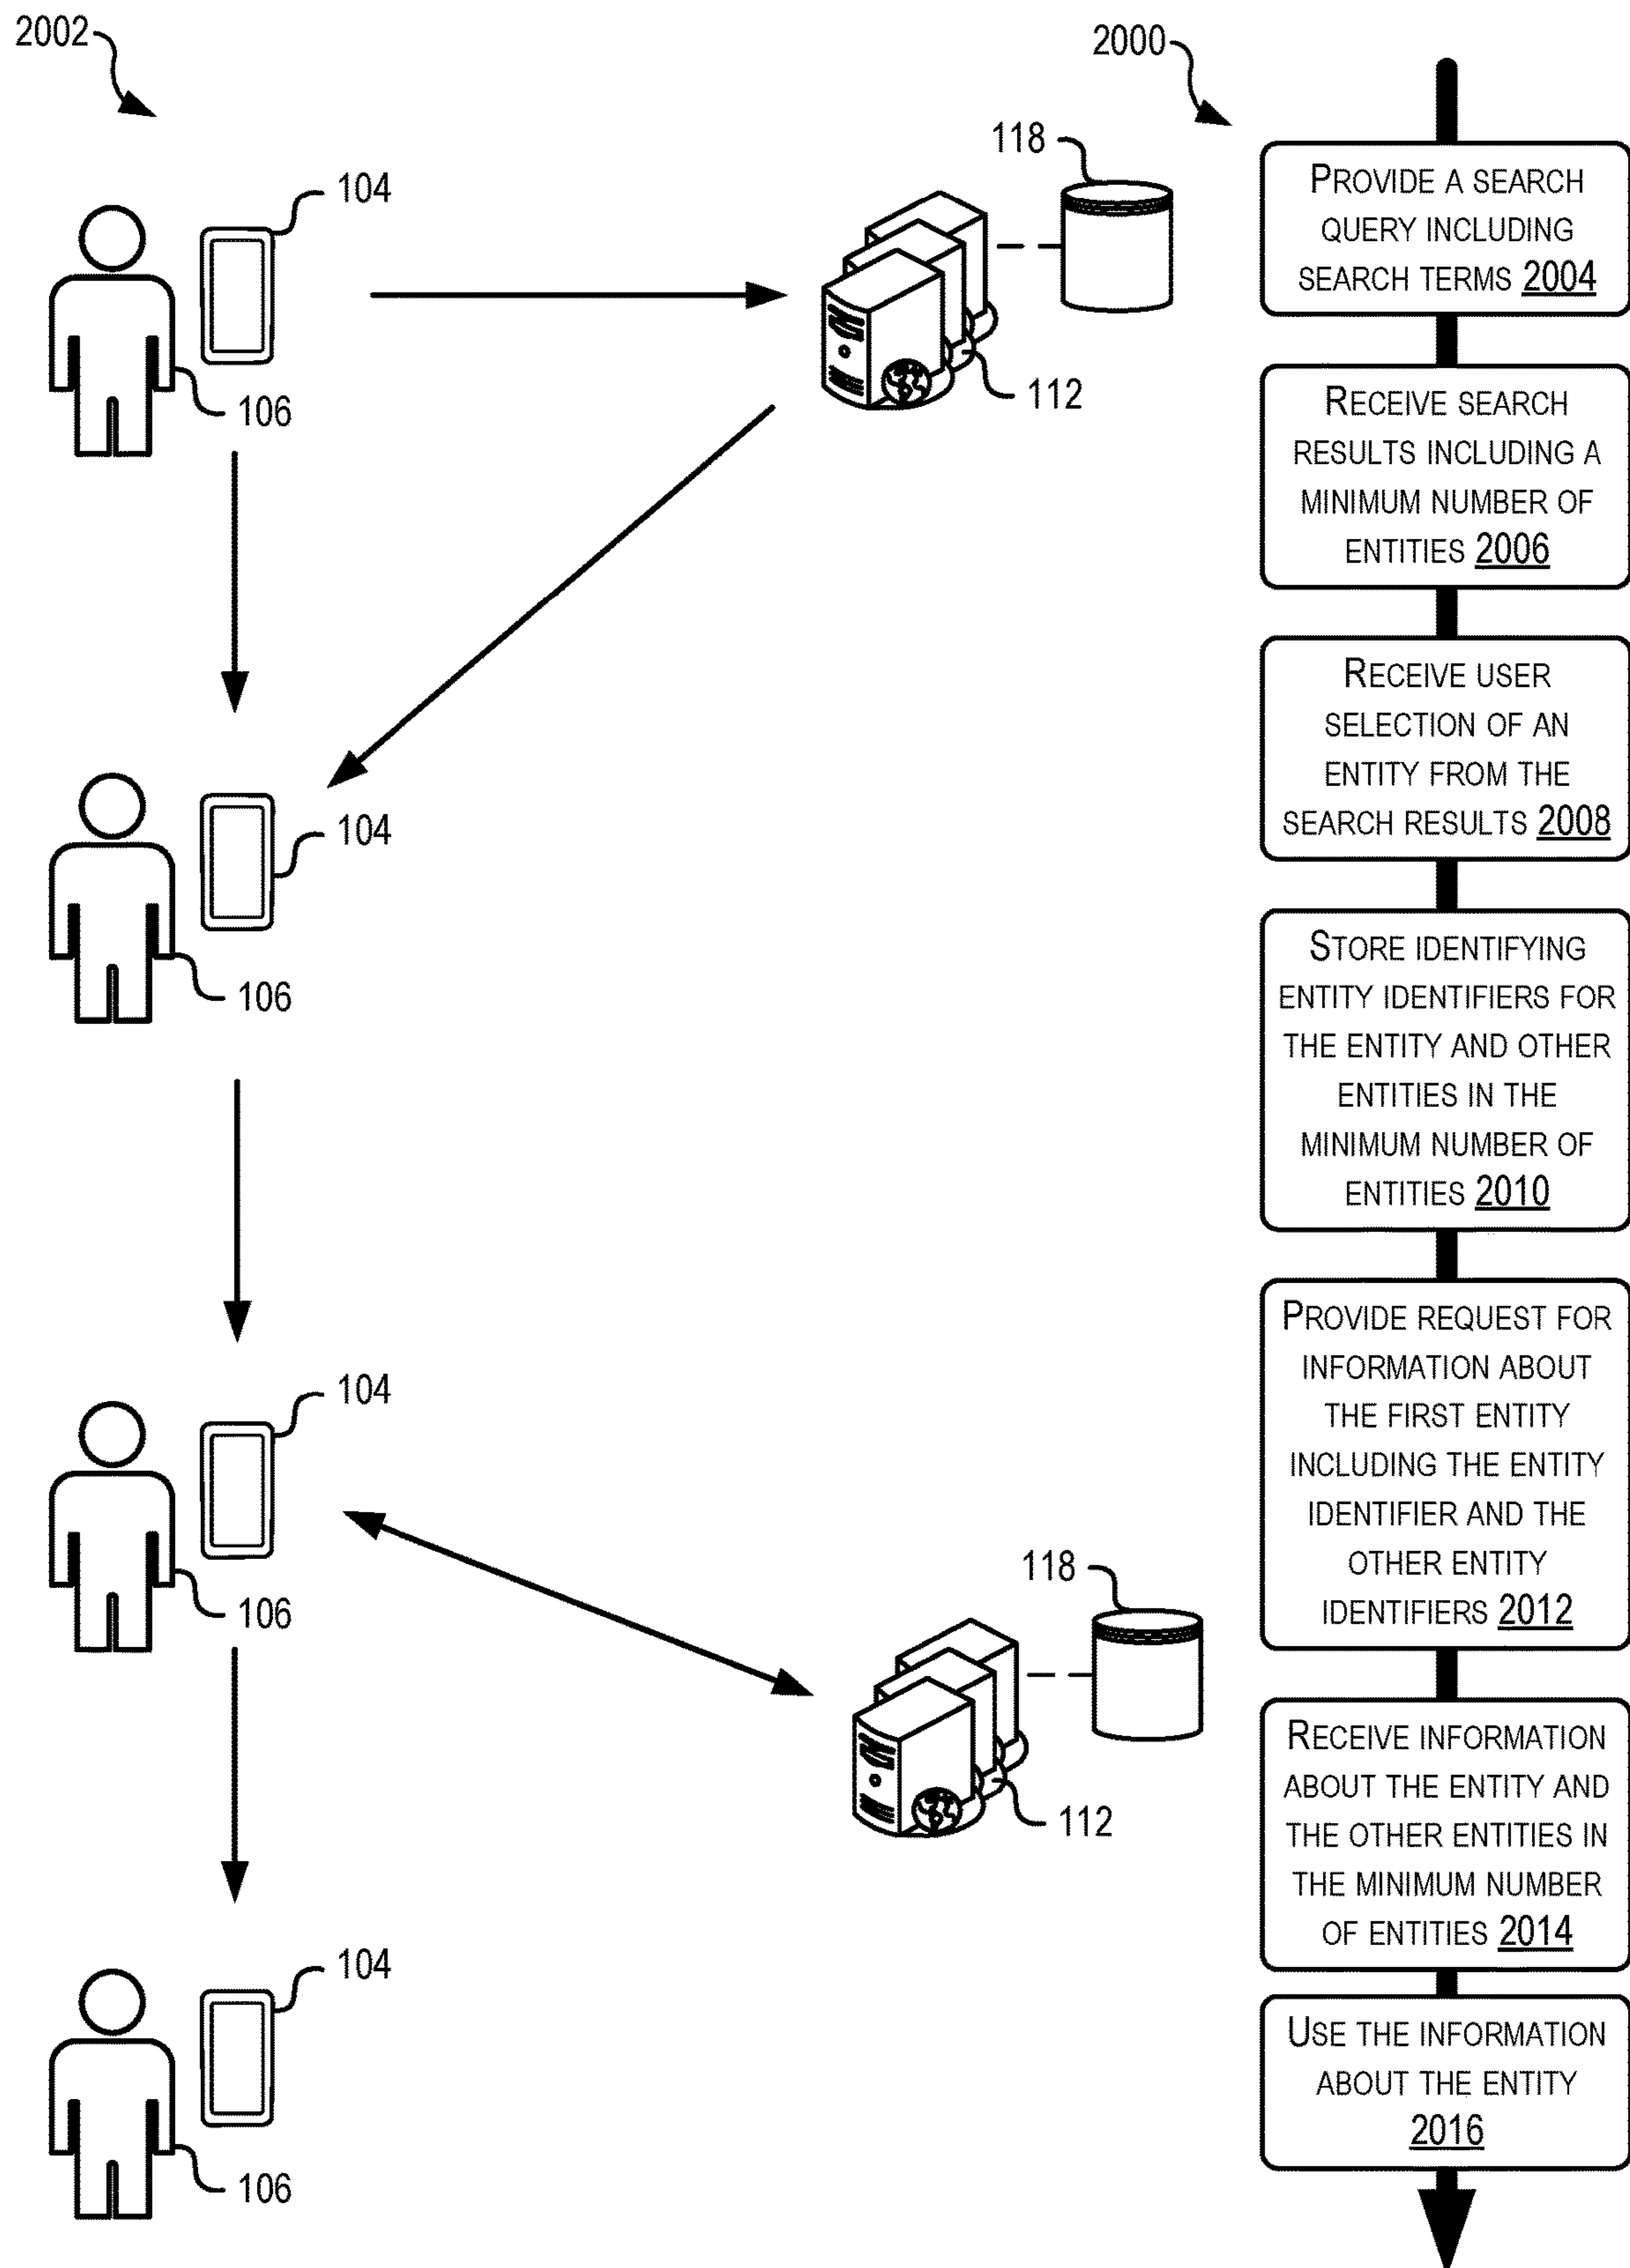 2002
2000
118
104
112
106
104
106
104
118
106
112
104
106
PROVIDE A SEARCH
QUERY INCLUDING
SEARCH TERMS 2004
RECEIVE SEARCH
RESULTS INCLUDING A
MINIMUM NUMBER OF
ENTITIES 2006
RECEIVE USER
SELECTION OF AN
ENTITY FROM THE
SEARCH RESULTS 2008
STORE IDENTIFYING
ENTITY IDENTIFIERS FOR
THE ENTITY AND OTHER
ENTITIES IN THE
MINIMUM NUMBER OF
ENTITIES 2010
PROVIDE REQUEST FOR
INFORMATION ABOUT
THE FIRST ENTITY
INCLUDING THE ENTITY
IDENTIFIER AND THE
OTHER ENTITY
IDENTIFIERS 2012
RECEIVE INFORMATION
ABOUT THE ENTITY AND
THE OTHER ENTITIES IN
THE MINIMUM NUMBER
OF ENTITIES 2014
USE THE INFORMATION
ABOUT THE ENTITY
2016